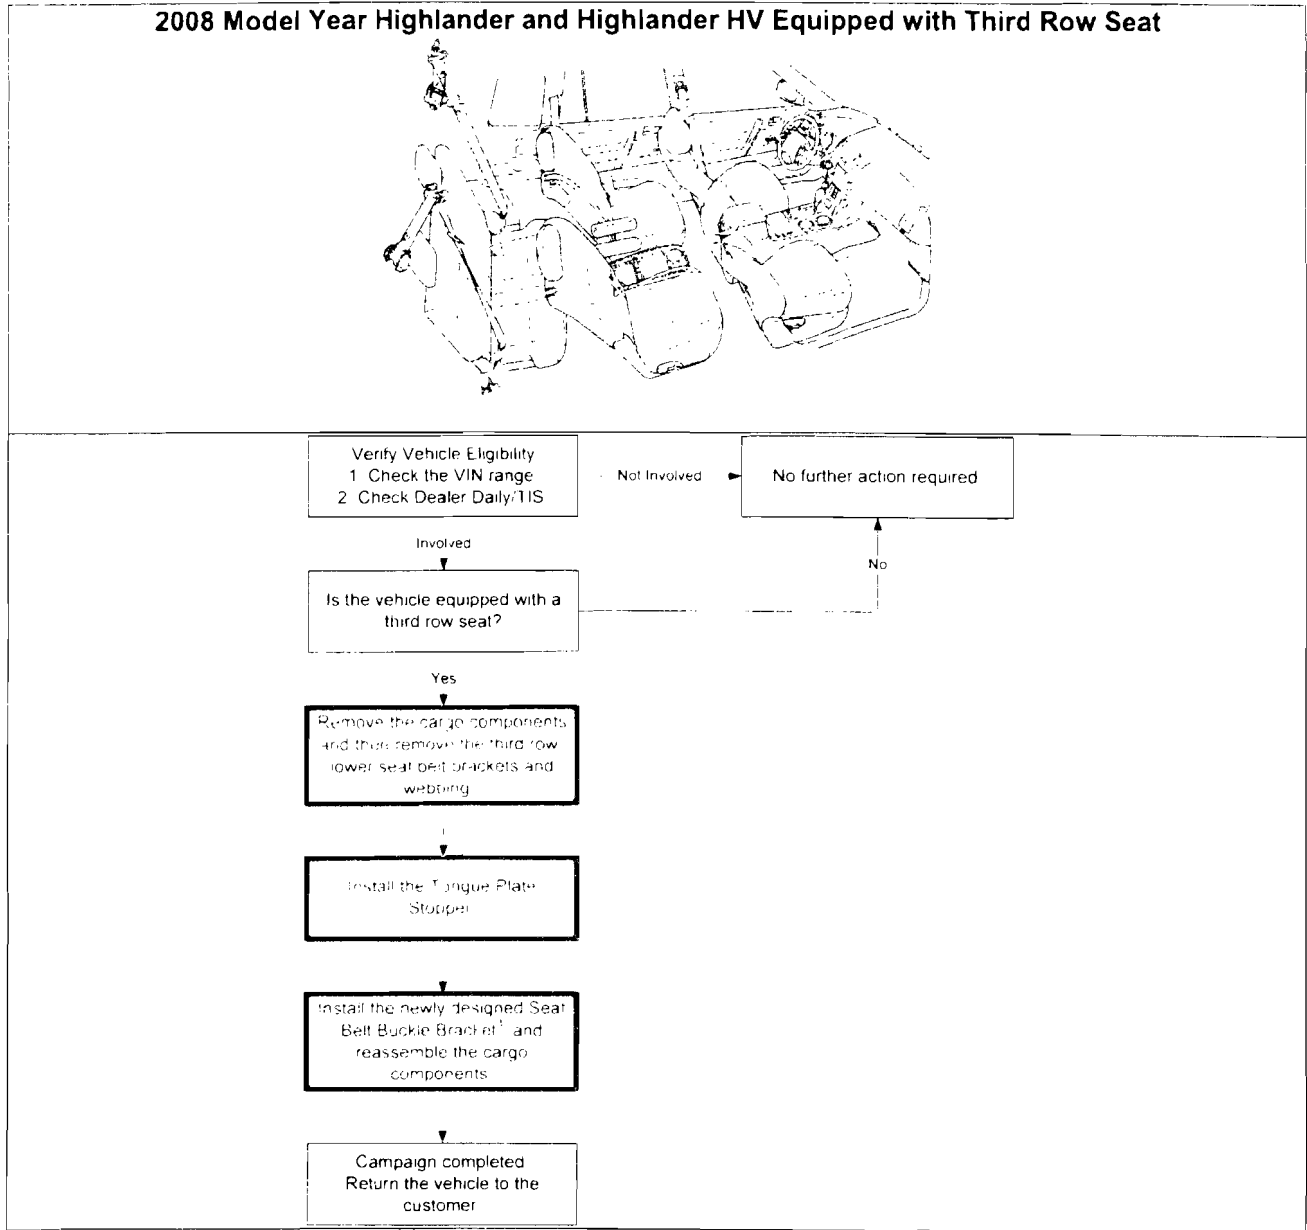 2008 Model Year Highlander and Highlander HV Equipped with Third Row Seat
Verify Vehicle Eligibility
1 Check the VIN range
2 Check Dealer Daily/TIS
Not Involved
No further action required
Involved
No
Is the vehicle equipped with a
third row seat?
Yes
Remove the cargo components
and then remove the third row
lower seat belt brackets and
webbing
Install the Tongue Plate
Stopper
Install the newly designed Seat
Belt Buckle Bracket¹ and
reassemble the cargo
components
Campaign completed
Return the vehicle to the
customer